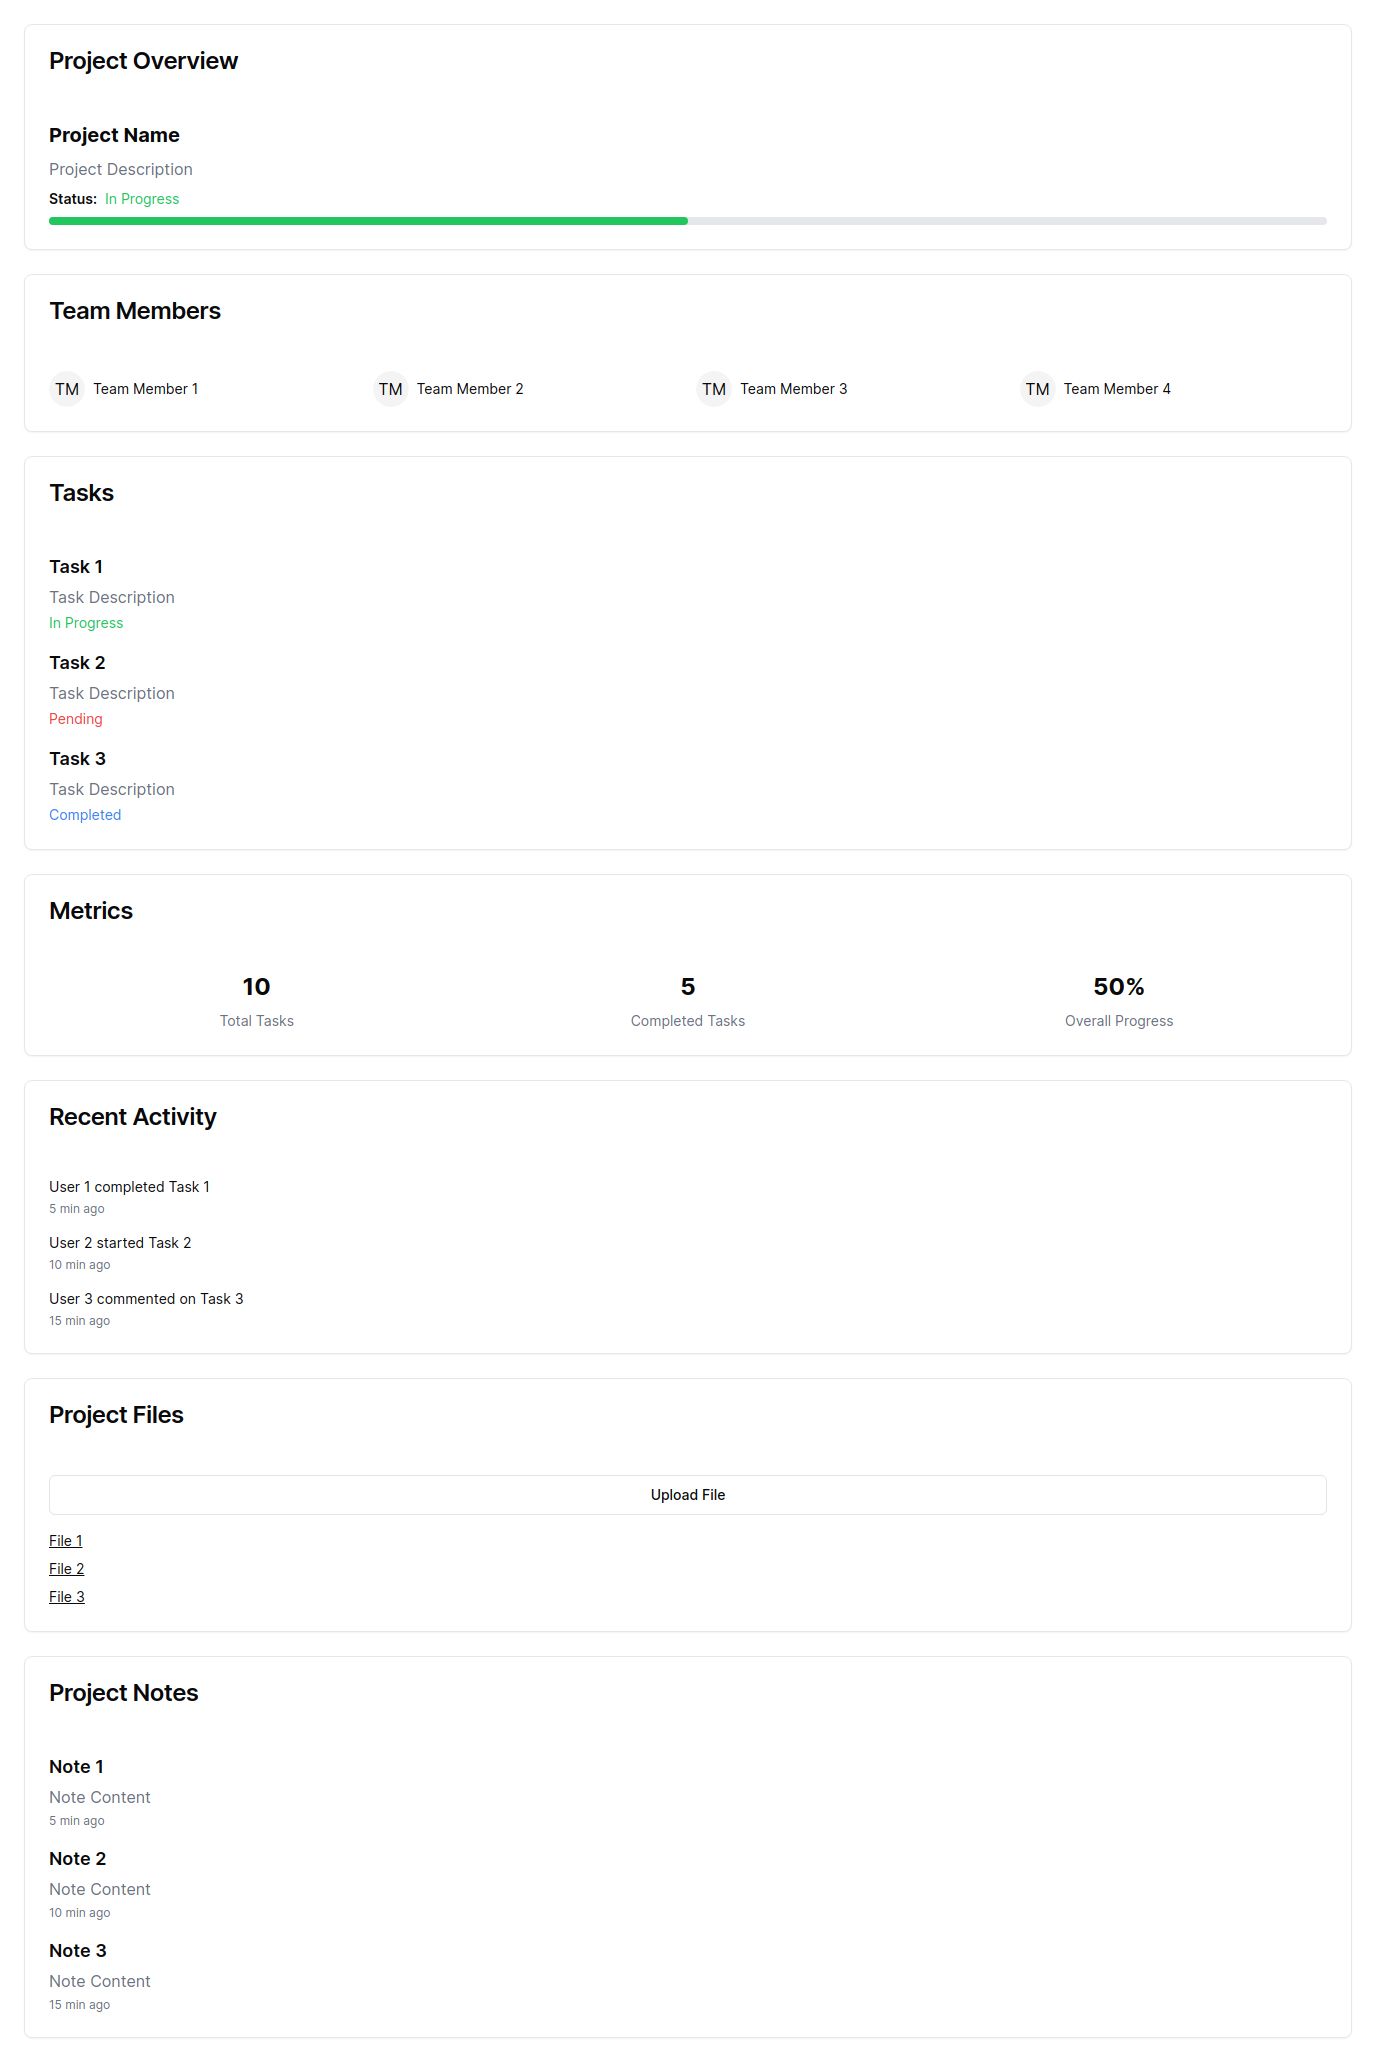 Project Overview
Project Name
Project Description
Status: In Progress
Team Members
TM Team Member 1 TM Team Member 2 TM Team Member 3 TM Team Member 4
Tasks
Task 1
Task Description
In Progress
Task 2
Task Description
Pending
Task 3
Task Description
Completed
Metrics
10 5 50%
Total Tasks Completed Tasks Overall Progress
Recent Activity
User 1 completed Task 1
5 min ago
User 2 started Task 2
10 min ago
User 3 commented on Task 3
15 min ago
Project Files
Upload File
File 1
File 2
File 3
Project Notes
Note 1
Note Content
5 min ago
Note 2
Note Content
10 min ago
Note 3
Note Content
15 min ago